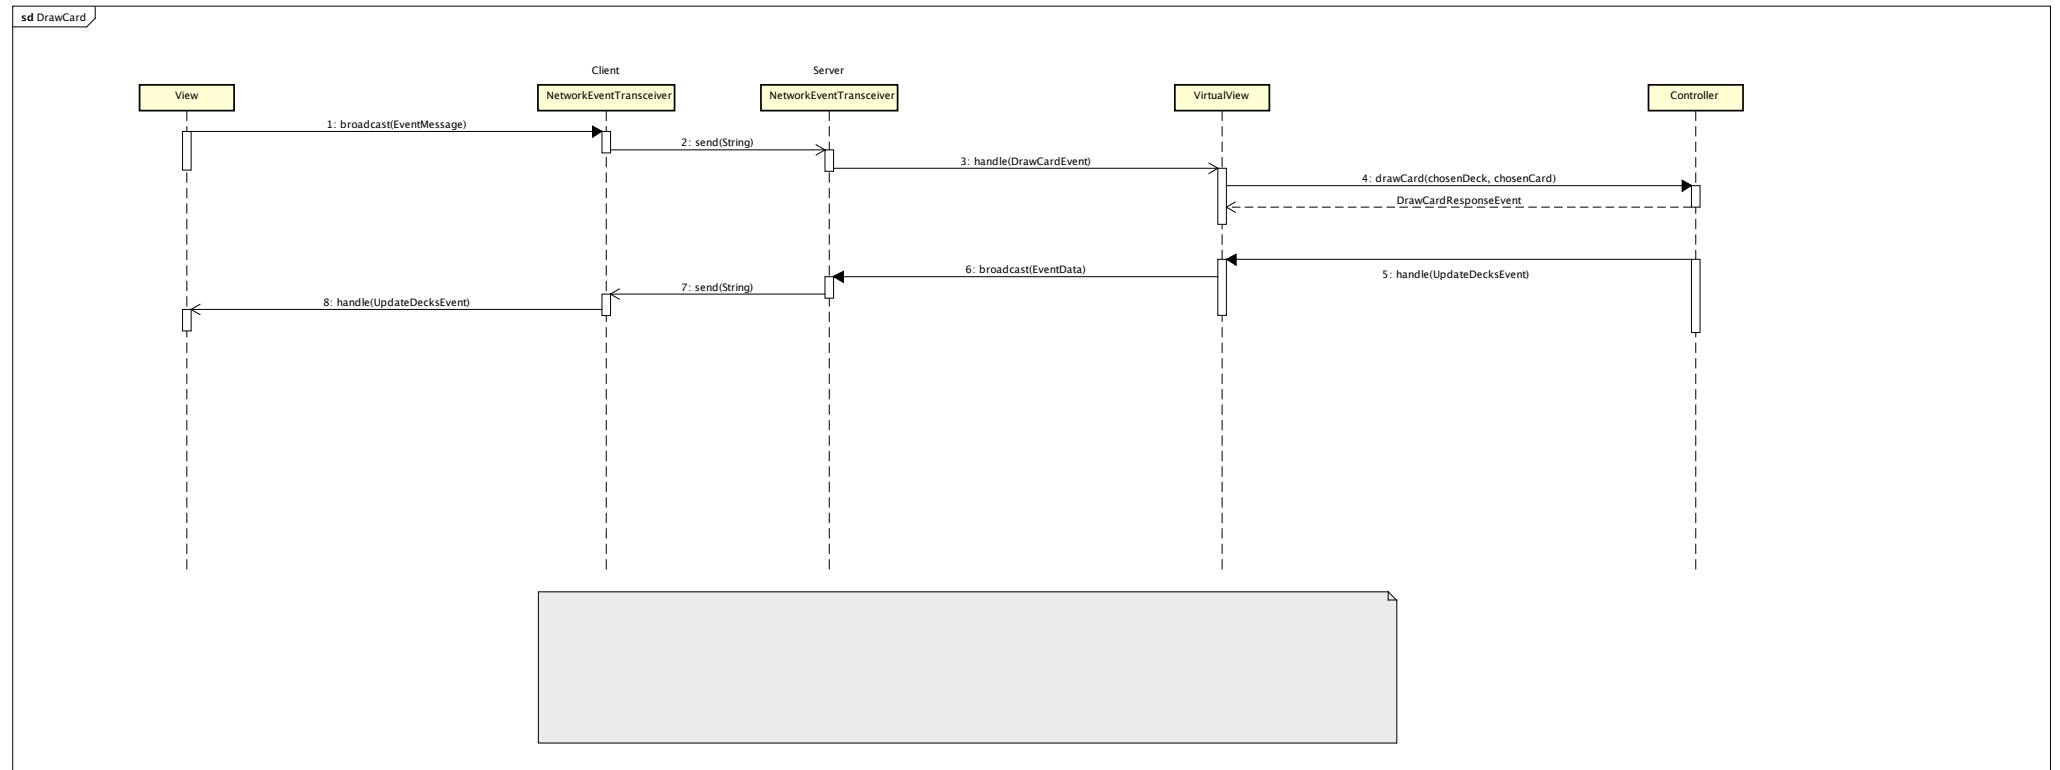 sd DrawCard
Client
Server
View
NetworkEventTransceiver
NetworkEventTransceiver
VirtualView
Controller
1: broadcast(EventMessage)
2: send(String)
3: handle(DrawCardEvent)
4: drawCard(chosenDeck, chosenCard)
DrawCardResponseEvent
5: handle(UpdateDecksEvent)
6: broadcast(EventData)
7: send(String)
8: handle(UpdateDecksEvent)